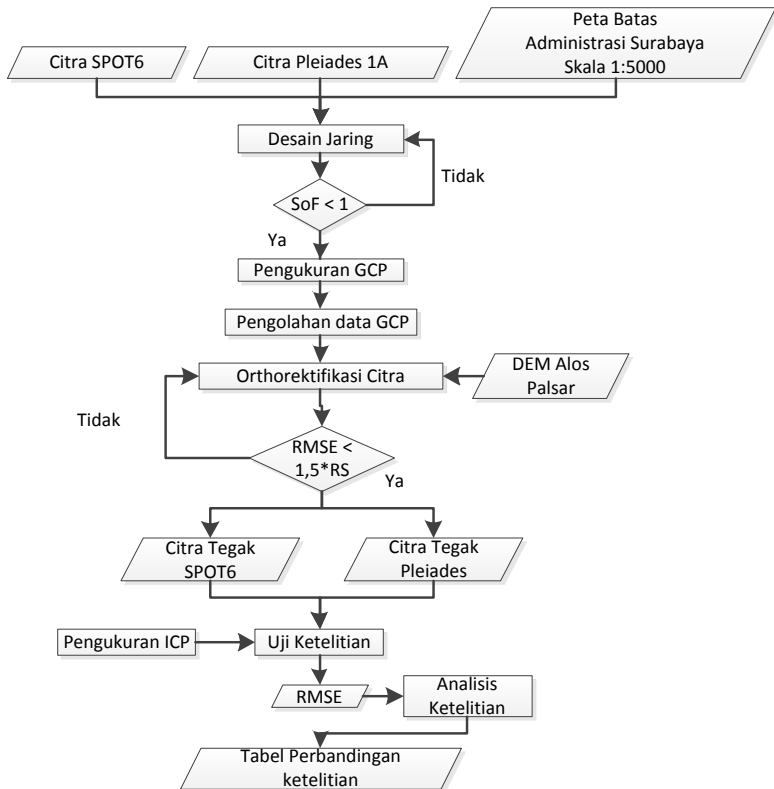 Peta Batas
Administrasi Surabaya
Skala 1:5000
Citra SPOT6
Citra Pleiades 1A
Desain Jaring
Tidak
SoF < 1
Ya
Pengukuran GCP
Pengolahan data GCP
Orthorektifikasi Citra
DEM Alos
Palsar
Tidak
RMSE <
1,5*RS
Ya
Citra Tegak
SPOT6
Citra Tegak
Pleiades
Pengukuran ICP
Uji Ketelitian
RMSE
Analisis
Ketelitian
Tabel Perbandingan
ketelitian